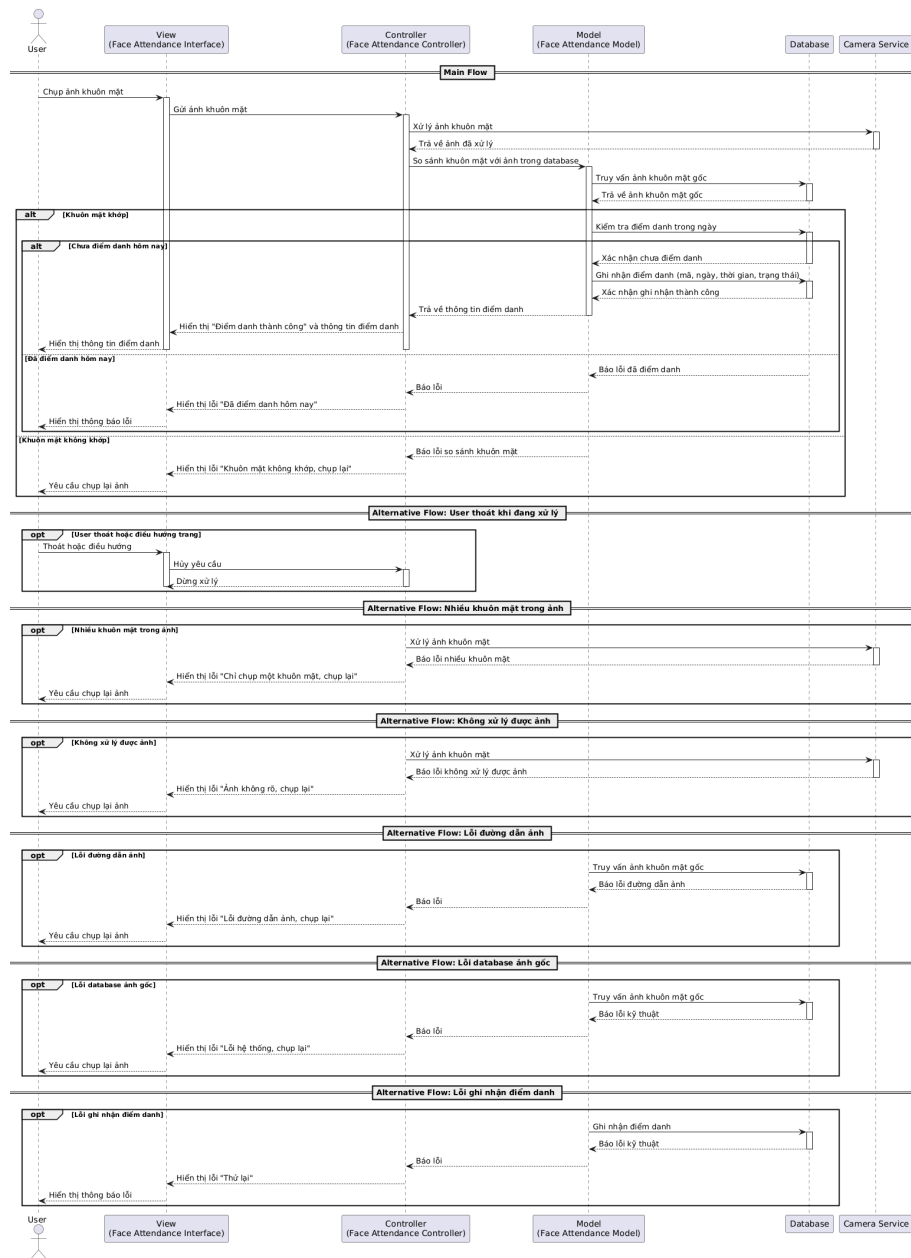 User
View
(Face Attendance Interface)
Controller
(Face Attendance Controller)
Model
(Face Attendance Model)
Database
Camera Service
Main Flow
Chụp ảnh khuôn mặt
Gửi ảnh khuôn mặt
Xử lý ảnh khuôn mặt
Trả về ảnh đã xử lý
So sánh khuôn mặt với ảnh trong database
Truy vấn ảnh khuôn mặt gốc
Trả về ảnh khuôn mặt gốc
alt [Khuôn mặt khớp]
Kiểm tra điểm danh trong ngày
alt [Chưa điểm danh hôm nay]
Xác nhận chưa điểm danh
Ghi nhận điểm danh (mã, ngày, thời gian, trạng thái)
Xác nhận ghi nhận thành công
Trả về thông tin điểm danh
Hiển thị "Điểm danh thành công" và thông tin điểm danh
Hiển thị thông tin điểm danh
[Đã điểm danh hôm nay]
Báo lỗi đã điểm danh
Báo lỗi
Hiển thị lỗi "Đã điểm danh hôm nay"
Hiển thị thông báo lỗi
[Khuôn mặt không khớp]
Báo lỗi so sánh khuôn mặt
Hiển thị lỗi "Khuôn mặt không khớp, chụp lại"
Yêu cầu chụp lại ảnh
Alternative Flow: User thoát khi đang xử lý
opt [User thoát hoặc điều hướng trang]
Thoát hoặc điều hướng
Hủy yêu cầu
Dừng xử lý
Alternative Flow: Nhiều khuôn mặt trong ảnh
opt [Nhiều khuôn mặt trong ảnh]
Xử lý ảnh khuôn mặt
Báo lỗi nhiều khuôn mặt
Hiển thị lỗi "Chỉ chụp một khuôn mặt, chụp lại"
Yêu cầu chụp lại ảnh
Alternative Flow: Không xử lý được ảnh
opt [Không xử lý được ảnh]
Xử lý ảnh khuôn mặt
Báo lỗi không xử lý được ảnh
Hiển thị lỗi "Ảnh không rõ, chụp lại"
Yêu cầu chụp lại ảnh
Alternative Flow: Lỗi đường dẫn ảnh
opt [Lỗi đường dẫn ảnh]
Truy vấn ảnh khuôn mặt gốc
Báo lỗi đường dẫn ảnh
Báo lỗi
Hiển thị lỗi "Lỗi đường dẫn ảnh, chụp lại"
Yêu cầu chụp lại ảnh
Alternative Flow: Lỗi database ảnh gốc
opt [Lỗi database ảnh gốc]
Truy vấn ảnh khuôn mặt gốc
Báo lỗi kỹ thuật
Báo lỗi
Hiển thị lỗi "Lỗi hệ thống, chụp lại"
Yêu cầu chụp lại ảnh
Alternative Flow: Lỗi ghi nhận điểm danh
opt [Lỗi ghi nhận điểm danh]
Ghi nhận điểm danh
Báo lỗi kỹ thuật
Báo lỗi
Hiển thị lỗi "Thử lại"
Hiển thị thông báo lỗi
User
View
(Face Attendance Interface)
Controller
(Face Attendance Controller)
Model
(Face Attendance Model)
Database
Camera Service